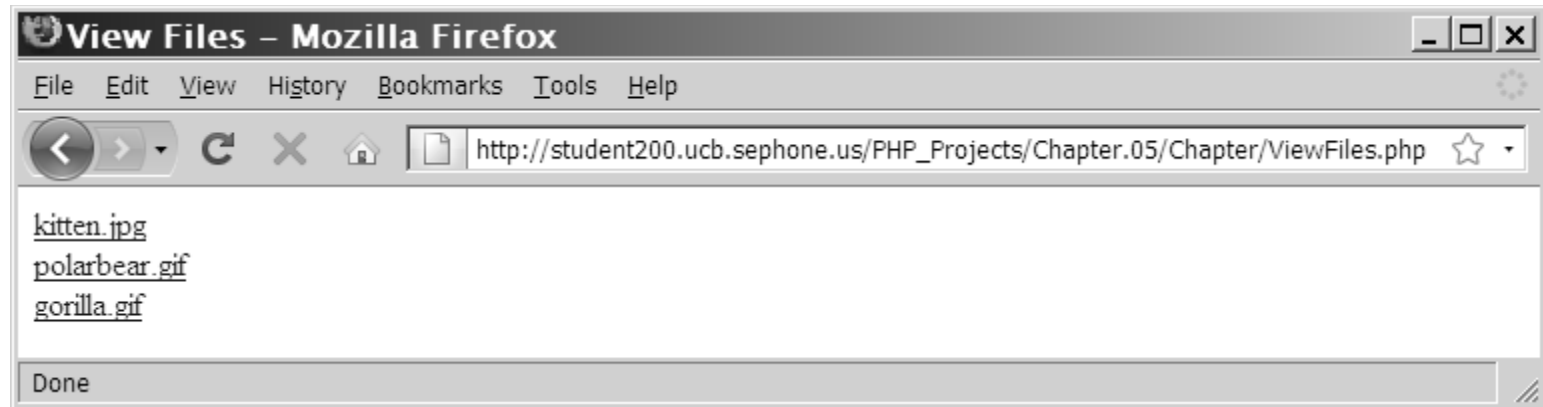 View Files – Mozilla Firefox
File Edit View History Bookmarks Tools Help
http://student200.ucb.sephone.us/PHP_Projects/Chapter.05/Chapter/ViewFiles.php
kitten.jpg
polarbear.gif
gorilla.gif
Done